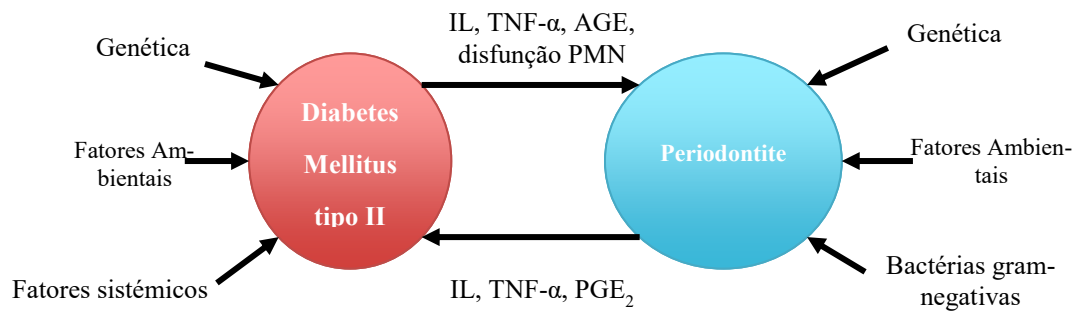 Genética
Fatores Am-
bientais
Fatores sistémicos
Diabetes
Mellitus
tipo II
IL, TNF-α, AGE,
disfunção PMN
IL, TNF-α, PGE₂
Periodontite
Genética
Fatores Ambien-
tais
Bactérias gram-
negativas